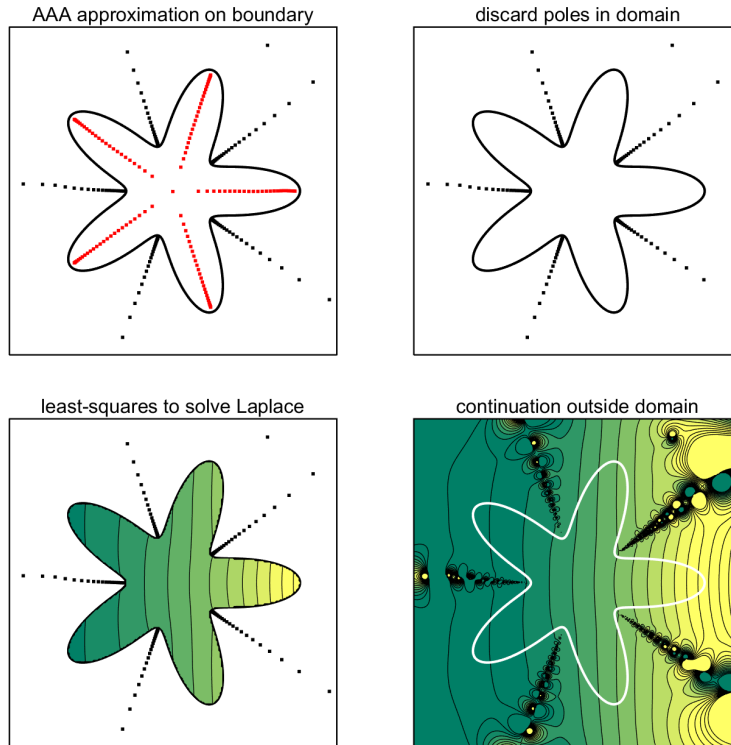 AAA approximation on boundary
discard poles in domain
least-squares to solve Laplace
continuation outside domain